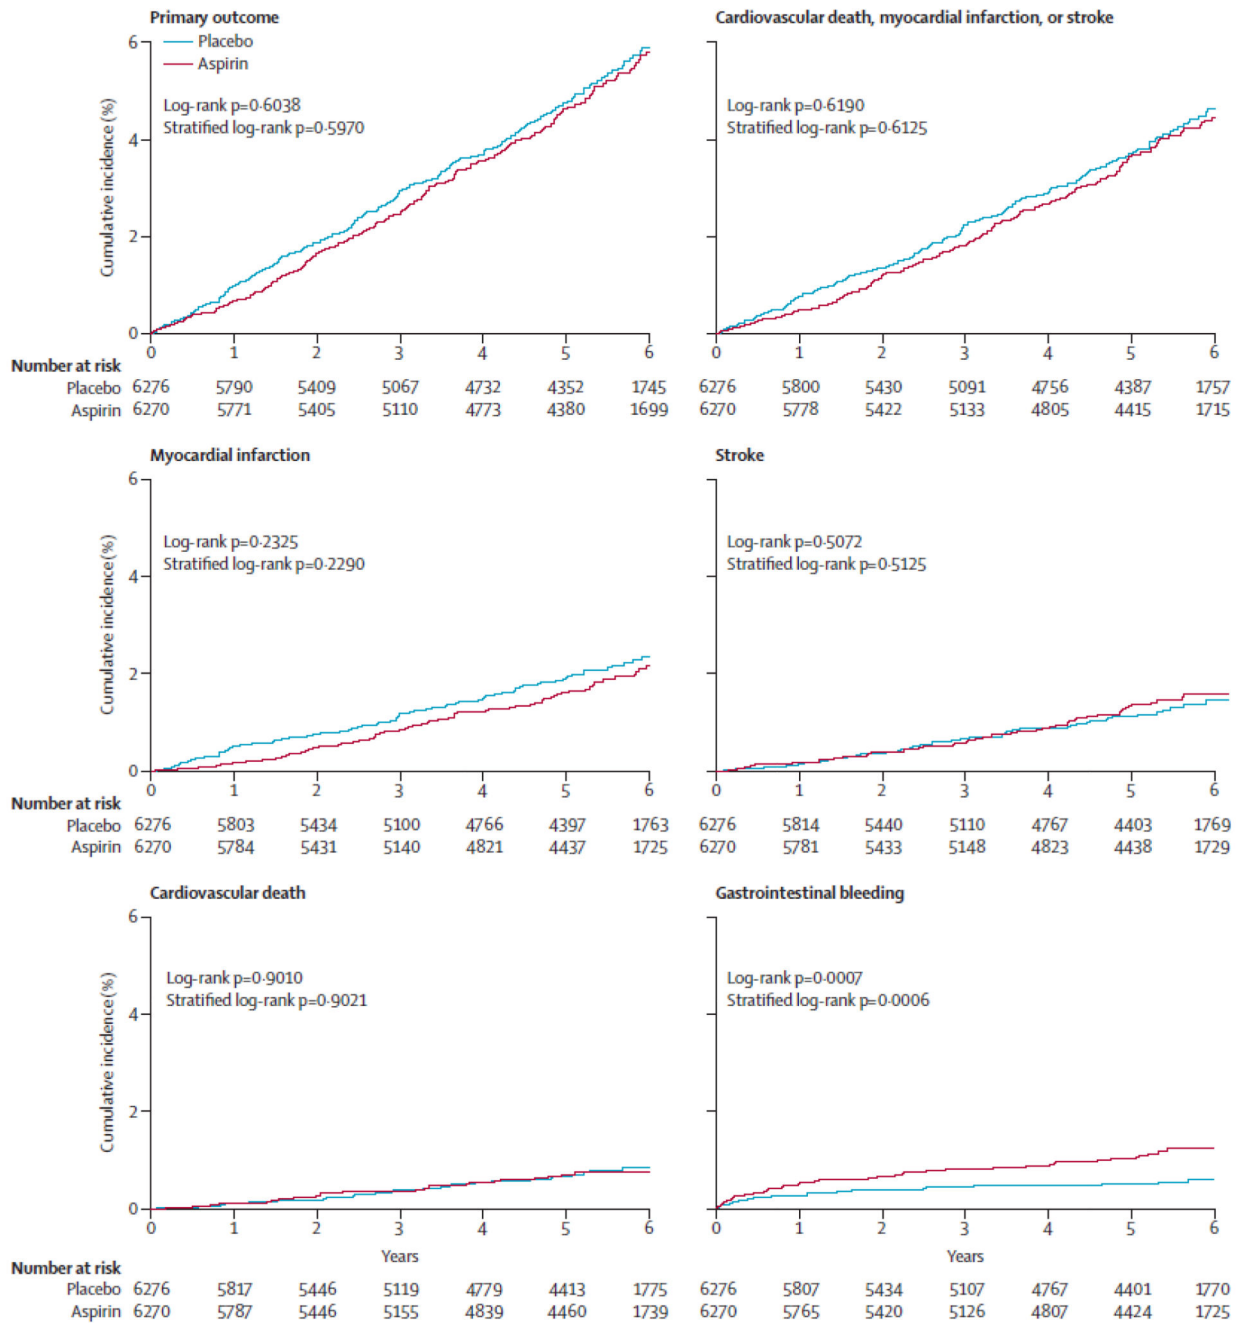 Primary outcome
Placebo
Aspirin
Log-rank p=0·6038
Stratified log-rank p=0·5970
Cumulative incidence (%)
6
4
2
0
0 1 2 3 4 5 6
Number at risk
Placebo 6276 5790 5409 5067 4732 4352 1745
Aspirin 6270 5771 5405 5110 4773 4380 1699
Cardiovascular death, myocardial infarction, or stroke
Log-rank p=0·6190
Stratified log-rank p=0·6125
0 1 2 3 4 5 6
6276 5800 5430 5091 4756 4387 1757
6270 5778 5422 5133 4805 4415 1715
Myocardial infarction
Log-rank p=0·2325
Stratified log-rank p=0·2290
Cumulative incidence (%)
6
4
2
0
0 1 2 3 4 5 6
Number at risk
Placebo 6276 5803 5434 5100 4766 4397 1763
Aspirin 6270 5784 5431 5140 4821 4437 1725
Stroke
Log-rank p=0·5072
Stratified log-rank p=0·5125
0 1 2 3 4 5 6
6276 5814 5440 5110 4767 4403 1769
6270 5781 5433 5148 4823 4438 1729
Cardiovascular death
Log-rank p=0·9010
Stratified log-rank p=0·9021
Cumulative incidence (%)
6
4
2
0
0 1 2 3 4 5 6
Years
Number at risk
Placebo 6276 5817 5446 5119 4779 4413 1775
Aspirin 6270 5787 5446 5155 4839 4460 1739
Gastrointestinal bleeding
Log-rank p=0·0007
Stratified log-rank p=0·0006
0 1 2 3 4 5 6
Years
6276 5807 5434 5107 4767 4401 1770
6270 5765 5420 5126 4807 4424 1725